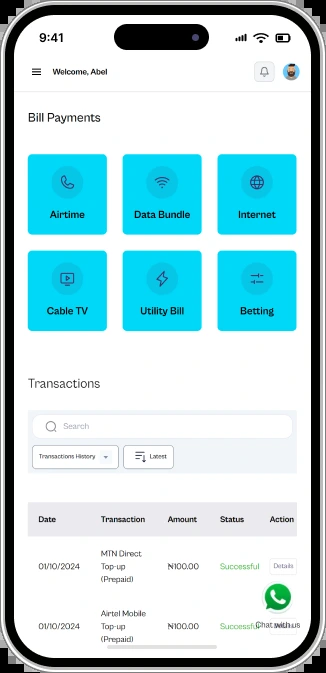 9:41
Welcome, Abel
Bill Payments
Airtime
Data Bundle
Internet
Cable TV
Utility Bill
Betting
Transactions
Search
Transactions History
Latest
Date Transaction Amount Status Action
MTN Direct
01/10/2024 Top-up ₦100.00 Successful Details
(Prepaid)
Airtel Mobile
01/10/2024 Top-up ₦100.00 Successful
Chat with us
(Prepaid)